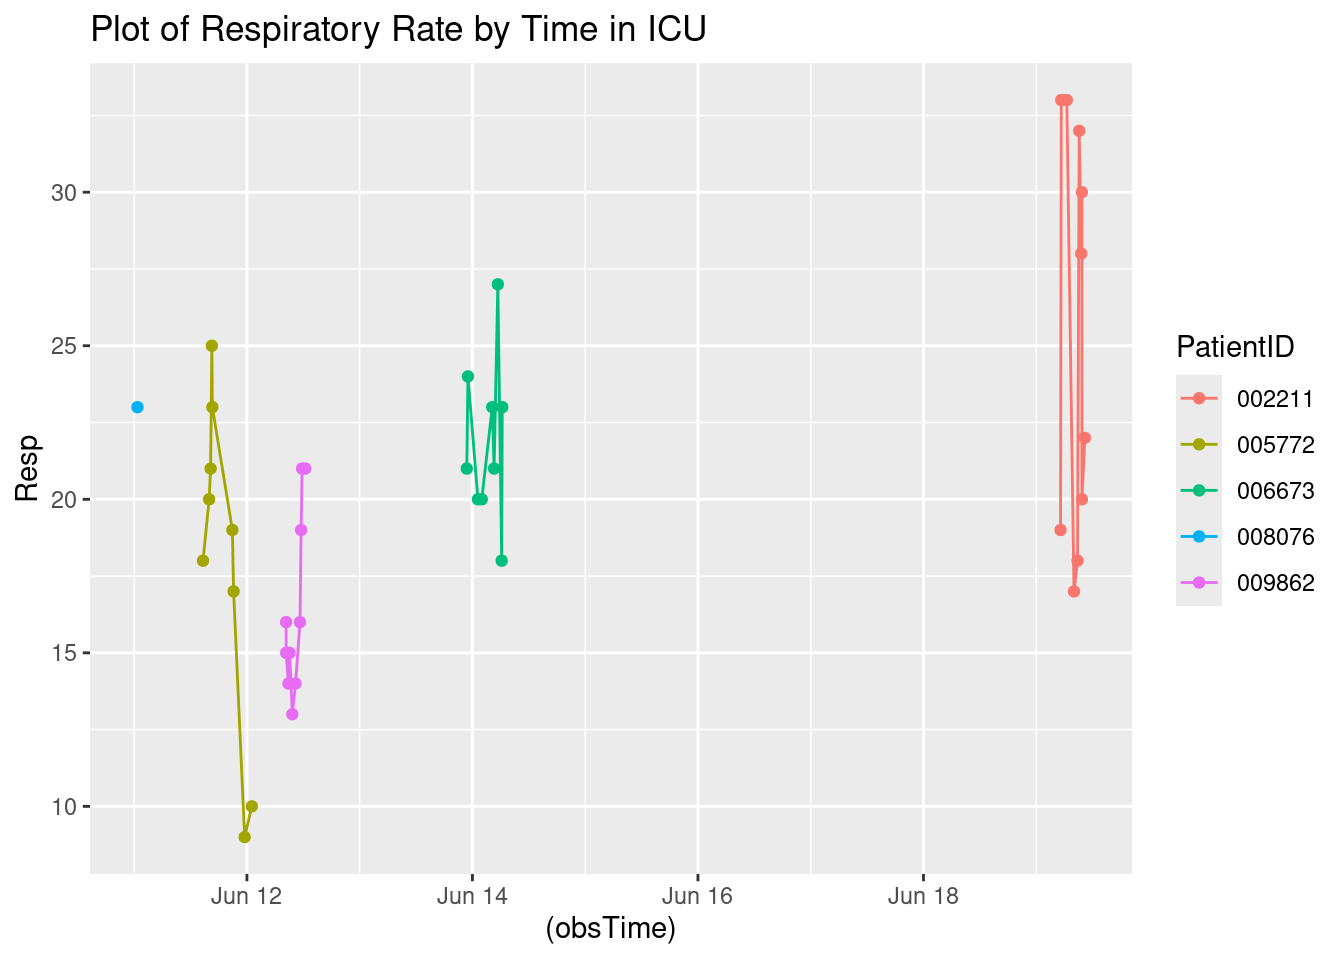 Plot of Respiratory Rate by Time in ICU
Resp
30
25
20
15
10
Jun 12
Jun 14
Jun 16
Jun 18
(obsTime)
PatientID
002211
005772
006673
008076
009862